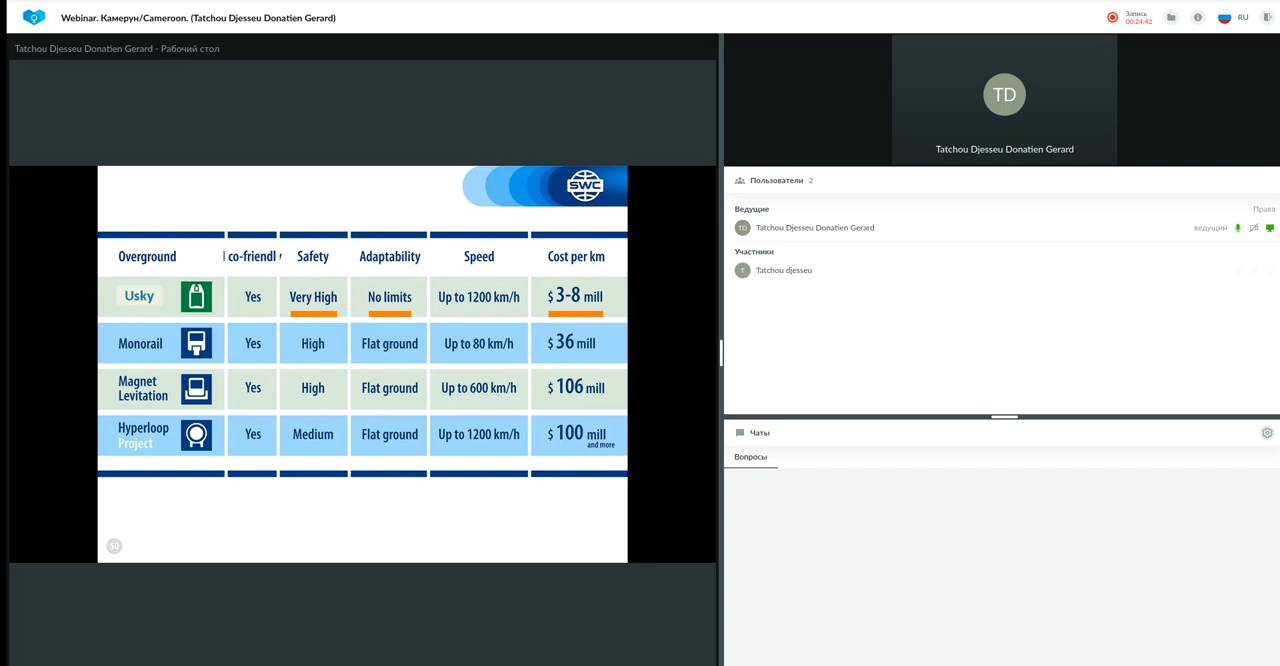 Webinar. Камерун/Cameroon. (Tatchou Djesseu Donatien Gerard)
Запись
00:24:42
RU
Tatchou Djesseu Donatien Gerard - Рабочий стол
SWC
Overground co-friendl Safety Adaptability Speed Cost per km
Usky Yes Very High No limits Up to 1200 km/h $ 3-8 mill
Monorail Yes High Flat ground Up to 80 km/h $ 36 mill
Magnet Levitation Yes High Flat ground Up to 600 km/h $ 106 mill
Hyperloop Project Yes Medium Flat ground Up to 1200 km/h $ 100 mill and more
50
TD
Tatchou Djesseu Donatien Gerard
Пользователи 2
Ведущие Права
TD Tatchou Djesseu Donatien Gerard ведущий
Участники
T Tatchou djesseu
Чаты
Вопросы